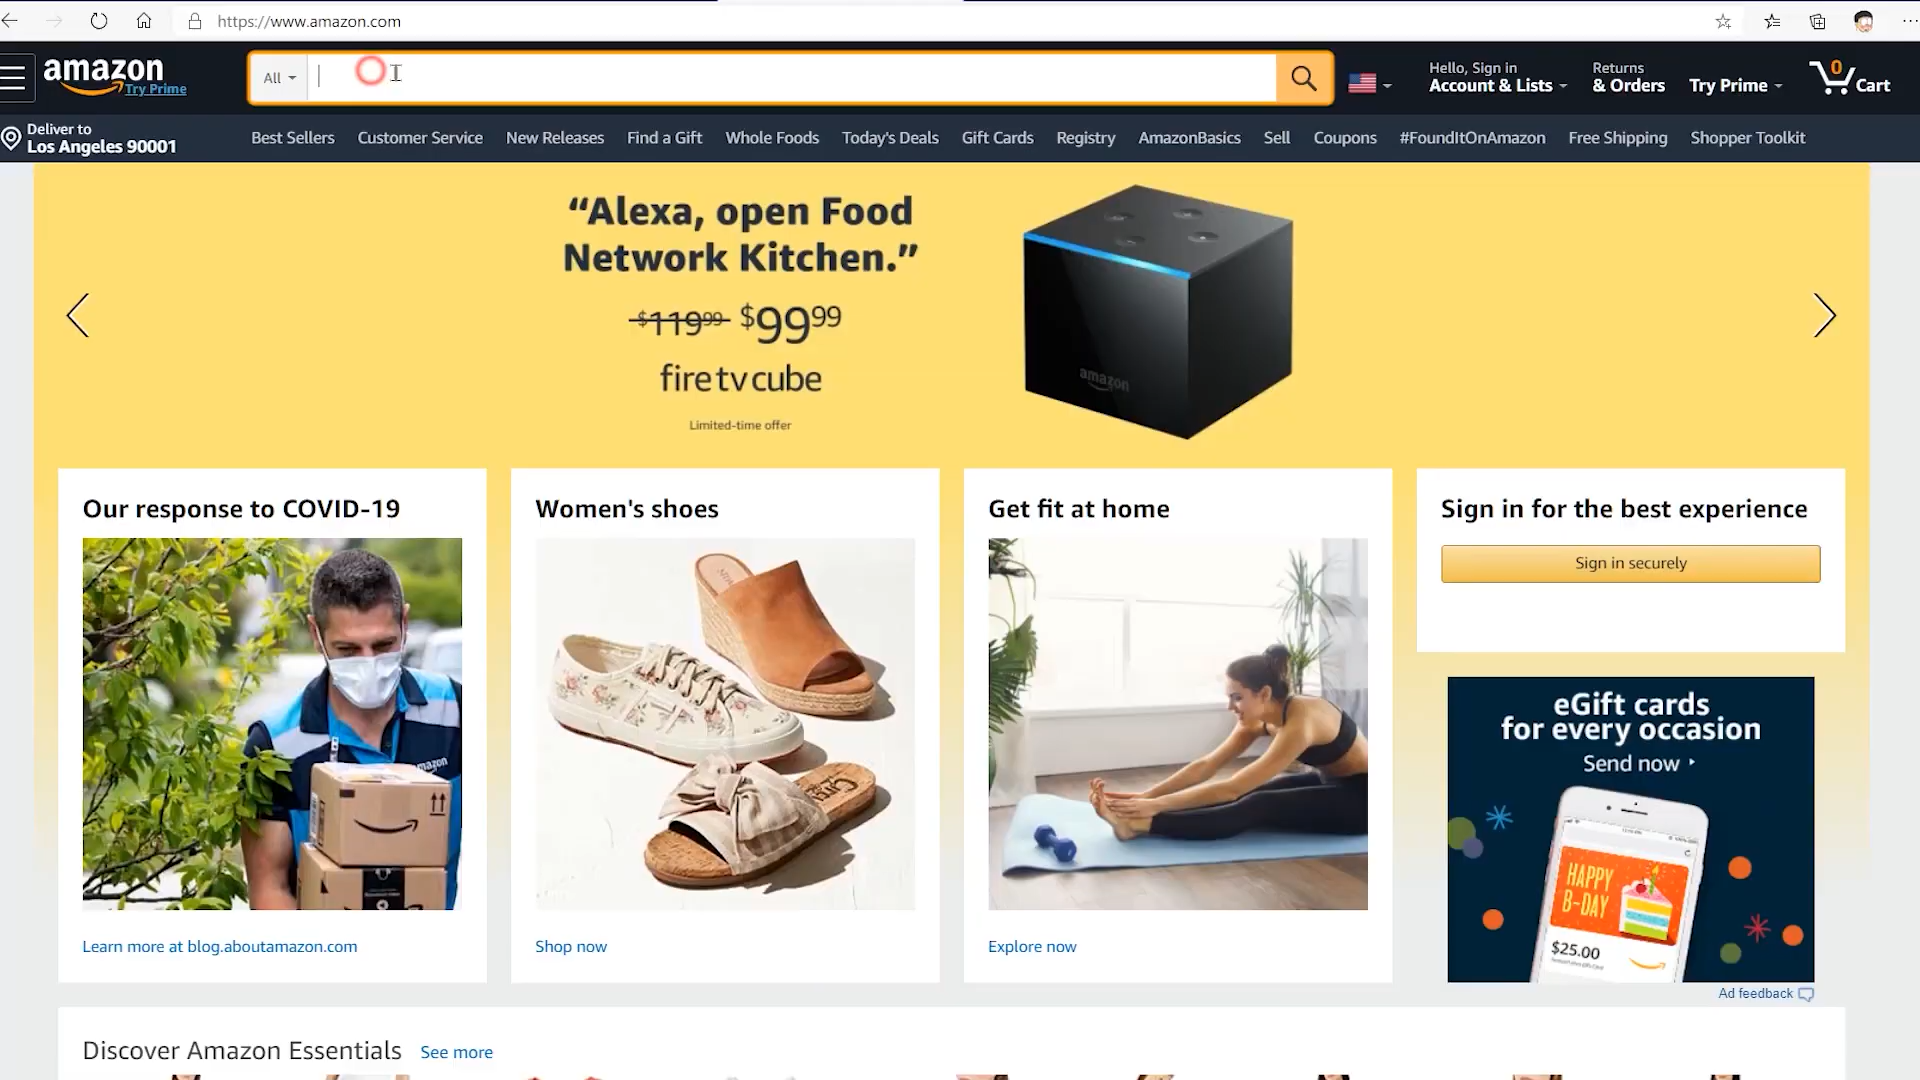 https://www.amazon.com
amazon
Try Prime
All
Hello, Sign in
Account & Lists
Returns
& Orders
Try Prime
0
Cart
Deliver to
Los Angeles 90001
Best Sellers
Customer Service
New Releases
Find a Gift
Whole Foods
Today's Deals
Gift Cards
Registry
AmazonBasics
Sell
Coupons
#FoundItOnAmazon
Free Shipping
Shopper Toolkit
“Alexa, open Food
Network Kitchen.”
$119.99 $99.99
fire tv cube
Limited-time offer
amazon
Our response to COVID-19
amazon
Learn more at blog.aboutamazon.com
Women's shoes
Shop now
Get fit at home
Explore now
Sign in for the best experience
Sign in securely
eGift cards
for every occasion
Send now
HAPPY
B-DAY
$25.00
Ad feedback
Discover Amazon Essentials
See more